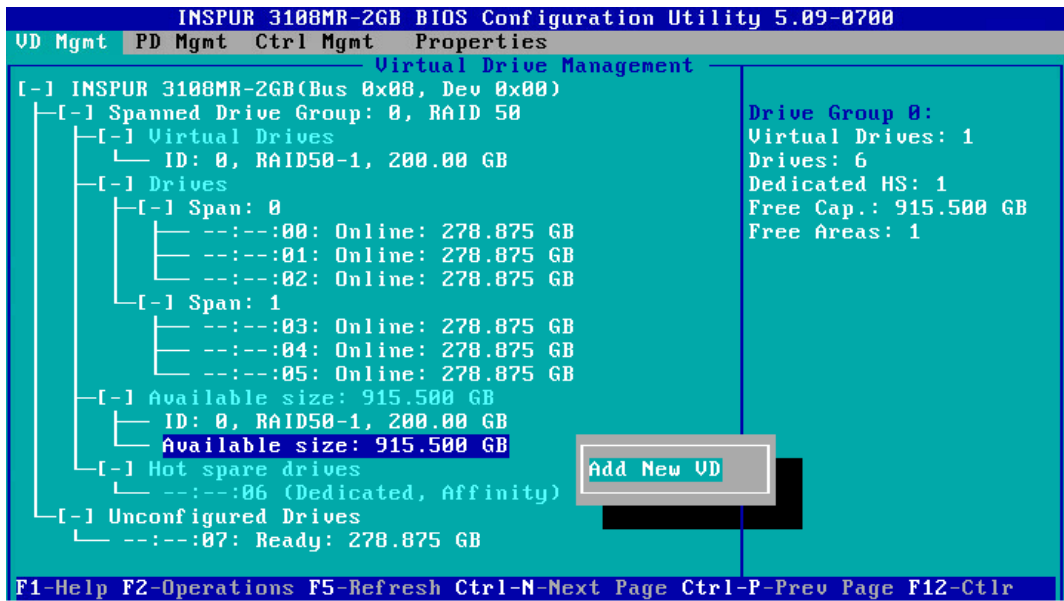 INSPUR 3108MR-2GB BIOS Configuration Utility 5.09-0700
VD Mgmt PD Mgmt Ctrl Mgmt Properties
Virtual Drive Management
[-] INSPUR 3108MR-2GB(Bus 0x08, Dev 0x00)
[-] Spanned Drive Group: 0, RAID 50
[-] Virtual Drives
ID: 0, RAID50-1, 200.00 GB
[-] Drives
[-] Span: 0
--:--:00: Online: 278.875 GB
--:--:01: Online: 278.875 GB
--:--:02: Online: 278.875 GB
[-] Span: 1
--:--:03: Online: 278.875 GB
--:--:04: Online: 278.875 GB
--:--:05: Online: 278.875 GB
[-] Available size: 915.500 GB
ID: 0, RAID50-1, 200.00 GB
Available size: 915.500 GB
[-] Hot spare drives
--:--:06 (Dedicated, Affinity)
[-] Unconfigured Drives
--:--:07: Ready: 278.875 GB
Drive Group 0:
Virtual Drives: 1
Drives: 6
Dedicated HS: 1
Free Cap.: 915.500 GB
Free Areas: 1
Add New VD
F1-Help F2-Operations F5-Refresh Ctrl-N-Next Page Ctrl-P-Prev Page F12-Ctlr